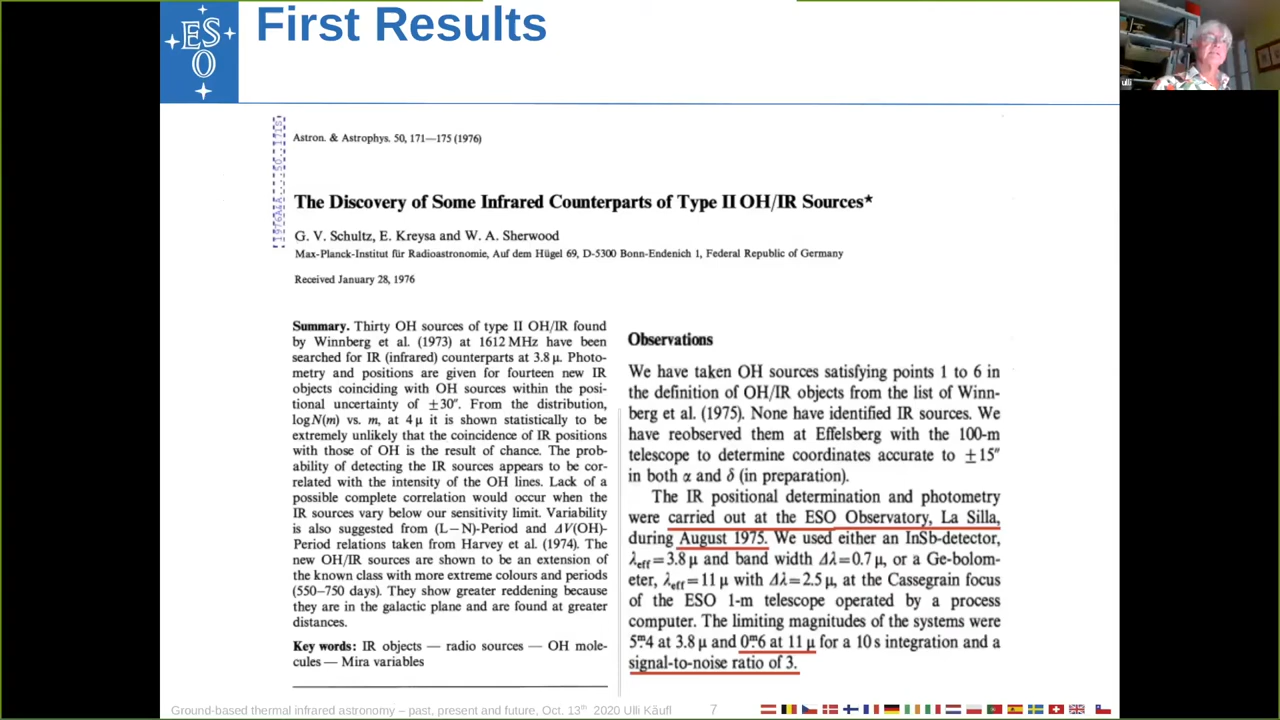 ESO
First Results
ulli
Astron. & Astrophys. 50, 171—175 (1976)
The Discovery of Some Infrared Counterparts of Type II OH/IR Sources*
G. V. Schultz, E. Kreysa and W. A. Sherwood
Max-Planck-Institut für Radioastronomie, Auf dem Hügel 69, D-5300 Bonn-Endenich 1, Federal Republic of Germany
Received January 28, 1976
Summary. Thirty OH sources of type II OH/IR found
by Winnberg et al. (1973) at 1612 MHz have been
searched for IR (infrared) counterparts at 3.8 μ. Photo-
metry and positions are given for fourteen new IR
objects coinciding with OH sources within the posi-
tional uncertainty of ±30″. From the distribution,
log N(m) vs. m, at 4 μ it is shown statistically to be
extremely unlikely that the coincidence of IR positions
with those of OH is the result of chance. The prob-
ability of detecting the IR sources appears to be cor-
related with the intensity of the OH lines. Lack of a
possible complete correlation would occur when the
IR sources vary below our sensitivity limit. Variability
is also suggested from (L—N)-Period and ΔV(OH)-
Period relations taken from Harvey et al. (1974). The
new OH/IR sources are shown to be an extension of
the known class with more extreme colours and periods
(550–750 days). They show greater reddening because
they are in the galactic plane and are found at greater
distances.
Key words: IR objects — radio sources — OH mole-
cules — Mira variables
Observations
We have taken OH sources satisfying points 1 to 6 in
the definition of OH/IR objects from the list of Winn-
berg et al. (1975). None have identified IR sources. We
have reobserved them at Effelsberg with the 100-m
telescope to determine coordinates accurate to ±15″
in both α and δ (in preparation).
The IR positional determination and photometry
were carried out at the ESO Observatory, La Silla,
during August 1975. We used either an InSb-detector,
λeff=3.8 μ and band width Δλ=0.7 μ, or a Ge-bolom-
eter, λeff=11 μ with Δλ=2.5 μ, at the Cassegrain focus
of the ESO 1-m telescope operated by a process
computer. The limiting magnitudes of the systems were
5ᵐ.4 at 3.8 μ and 0ᵐ.6 at 11 μ for a 10 s integration and a
signal-to-noise ratio of 3.
Ground-based thermal infrared astronomy – past, present and future, Oct. 13th 2020 Ulli Käufl
7